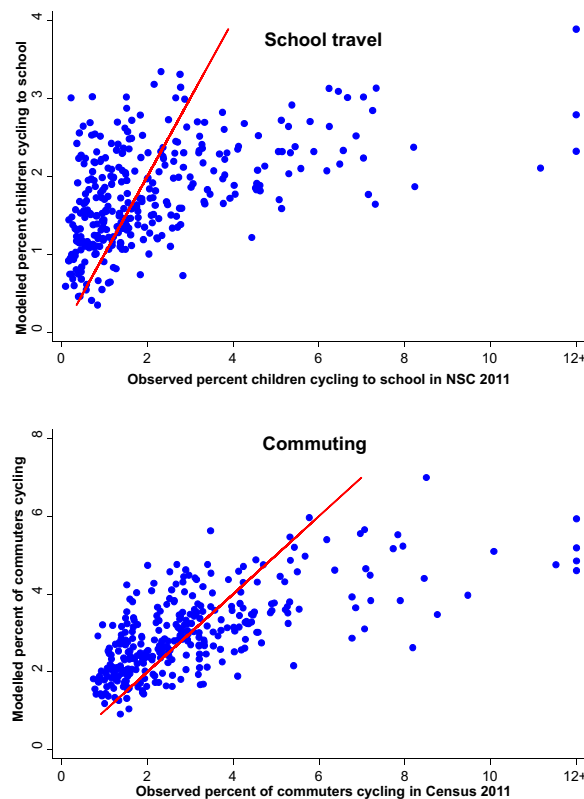 School travel
Modelled percent children cycling to school
4
3
2
1
0
0 2 4 6 8 10 12+
Observed percent children cycling to school in NSC 2011
Commuting
Modelled percent of commuters cycling
8
6
4
2
0
0 2 4 6 8 10 12+
Observed percent of commuters cycling in Census 2011